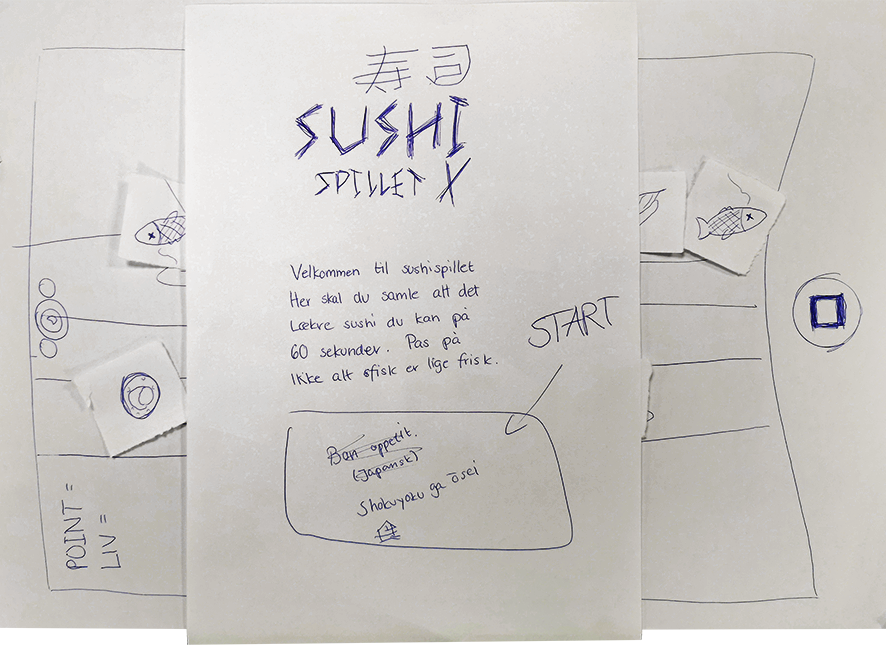 寿司
SUSHI
SPILLET X
Velkommen til sushispillet
Her skal du samle alt det
Lækre sushi du kan på
60 sekunder. Pas på
ikke alt fisk er lige frisk.
START
Bon appetit.
(Japansk)
Shokuyoku ga ōsei
POINT =
LIV =